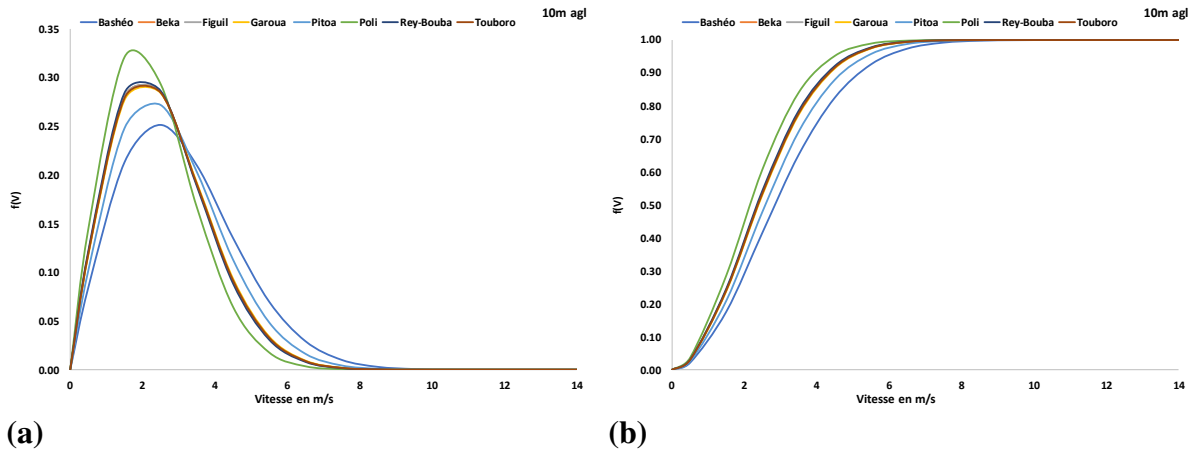 10m agl
Bashéo Beka Figuil Garoua Pitoa Poli Rey-Bouba Touboro
0.35
0.30
0.25
0.20
0.15
0.10
0.05
0.00
f(V)
0 2 4 6 8 10 12 14
Vitesse en m/s
(a)
10m agl
Bashéo Beka Figuil Garoua Pitoa Poli Rey-Bouba Touboro
1.00
0.90
0.80
0.70
0.60
0.50
0.40
0.30
0.20
0.10
0.00
f(V)
0 2 4 6 8 10 12 14
Vitesse en m/s
(b)